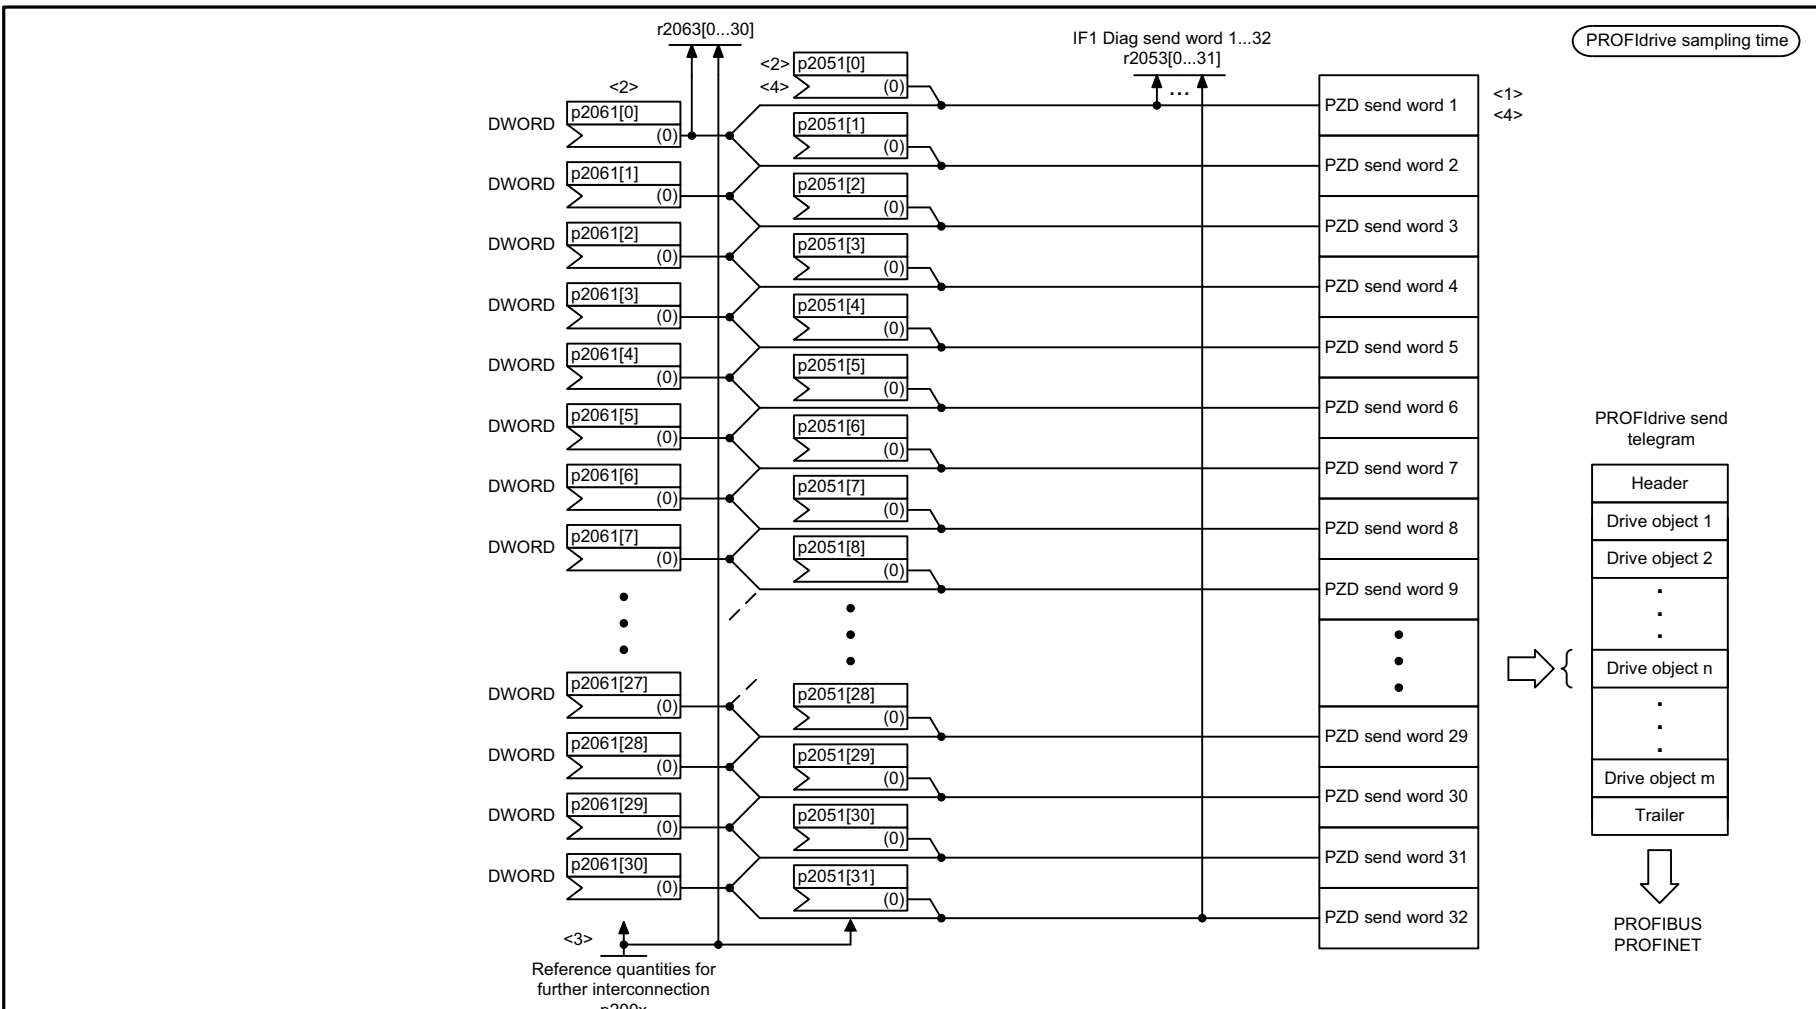 r2063[0...30]
IF1 Diag send word 1...32
r2053[0...31]
PROFIdrive sampling time
<2>
<2> p2051[0]
<4> (0)
...
PZD send word 1
<1>
<4>
DWORD p2061[0]
(0)
p2051[1]
(0)
PZD send word 2
DWORD p2061[1]
(0)
p2051[2]
(0)
PZD send word 3
DWORD p2061[2]
(0)
p2051[3]
(0)
PZD send word 4
DWORD p2061[3]
(0)
p2051[4]
(0)
PZD send word 5
DWORD p2061[4]
(0)
p2051[5]
(0)
PZD send word 6
DWORD p2061[5]
(0)
p2051[6]
(0)
PZD send word 7
DWORD p2061[6]
(0)
p2051[7]
(0)
PZD send word 8
DWORD p2061[7]
(0)
p2051[8]
(0)
PZD send word 9
DWORD p2061[27]
(0)
p2051[28]
(0)
PZD send word 29
DWORD p2061[28]
(0)
p2051[29]
(0)
PZD send word 30
DWORD p2061[29]
(0)
p2051[30]
(0)
PZD send word 31
DWORD p2061[30]
(0)
p2051[31]
(0)
PZD send word 32
<3>
Reference quantities for
further interconnection
PROFIdrive send
telegram
Header
Drive object 1
Drive object 2
Drive object n
Drive object m
Trailer
PROFIBUS
PROFINET